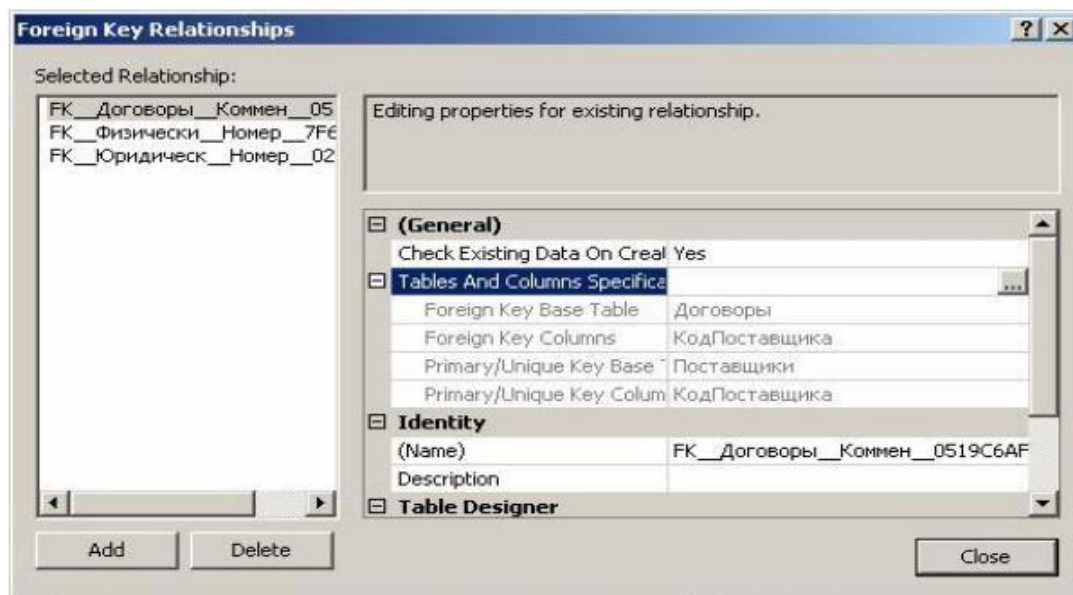 Foreign Key Relationships
Selected Relationship:
FK__Договоры__Коммен__05
FK__Физически__Номер__7F6
FK__Юридическ__Номер__02
Editing properties for existing relationship.
(General)
Check Existing Data On Creat Yes
Tables And Columns Specifica ...
Foreign Key Base Table Договоры
Foreign Key Columns КодПоставщика
Primary/Unique Key Base T Поставщики
Primary/Unique Key Colum КодПоставщика
Identity
(Name) FK__Договоры__Коммен__0519C6AF
Description
Table Designer
Add Delete
Close